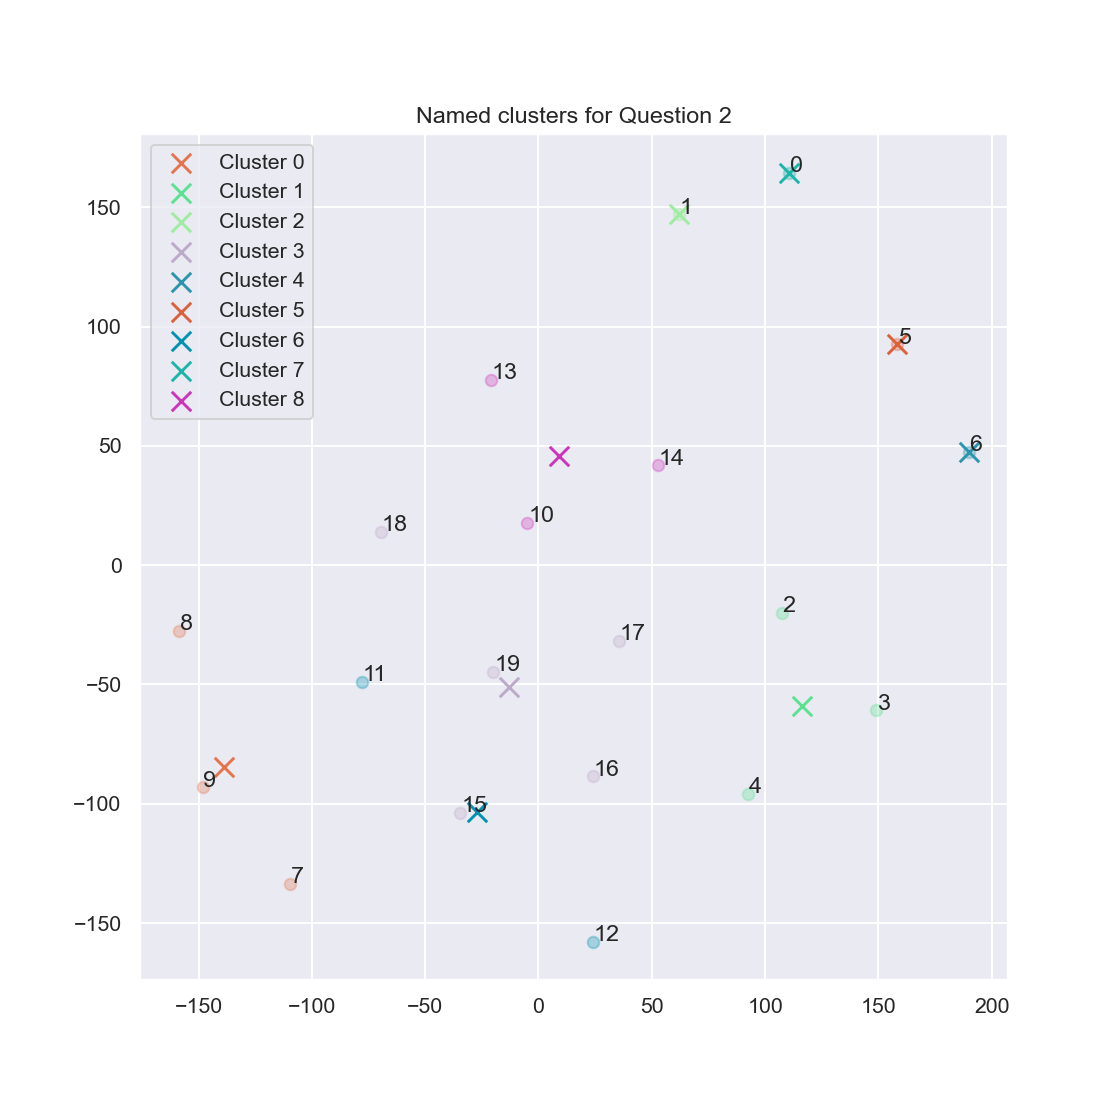 Named clusters for Question 2
Cluster 0
Cluster 1
Cluster 2
Cluster 3
Cluster 4
Cluster 5
Cluster 6
Cluster 7
Cluster 8
0
1
5
13
6
14
10
18
2
8
17
19
11
3
16
9
4
15
7
12
150
100
50
0
−50
−100
−150
−150 −100 −50 0 50 100 150 200